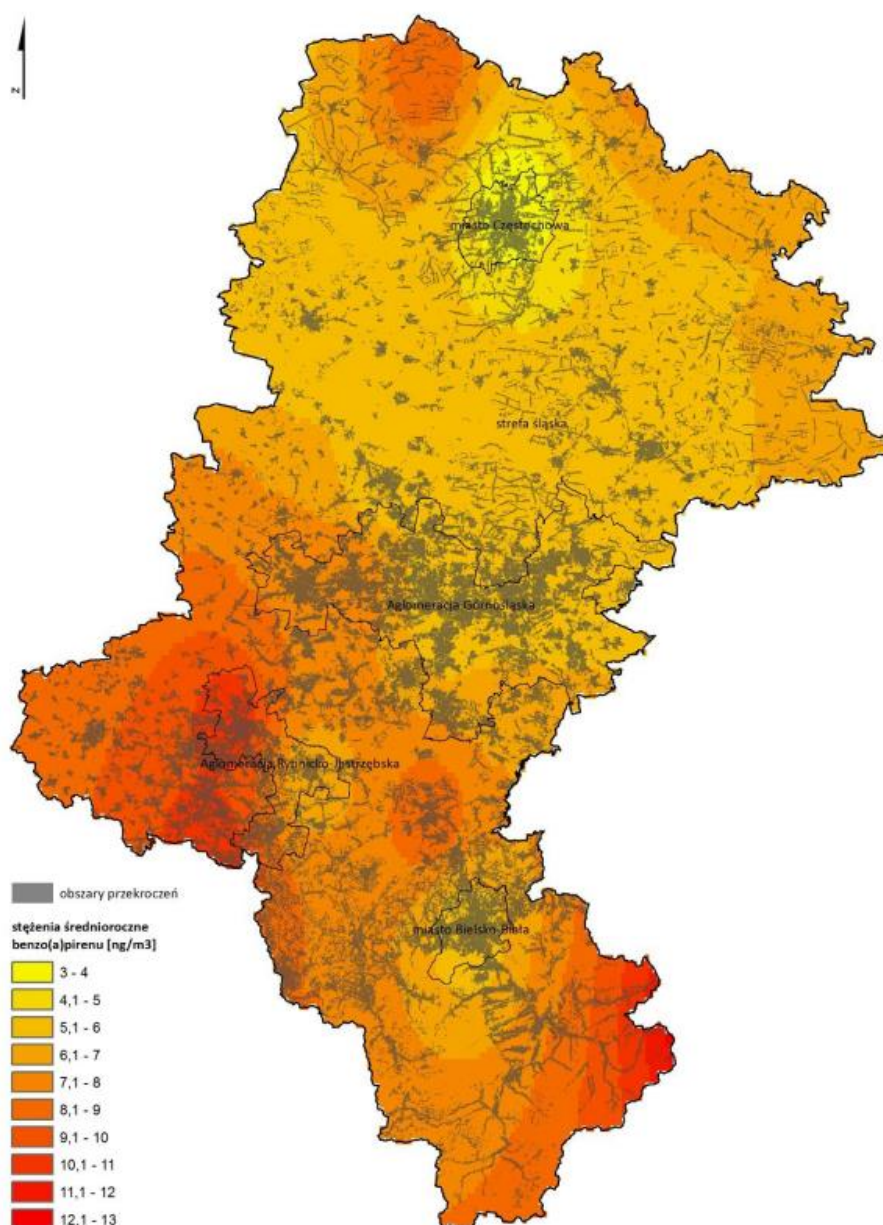 N
miasto Częstochowa
strefa śląska
Aglomeracja Górnośląska
Aglomeracja Rybnicko-Jastrzębska
miasto Bielsko-Biała
obszary przekroczeń
stężenia średnioroczne
benzo(a)pirenu [ng/m3]
3 - 4
4,1 - 5
5,1 - 6
6,1 - 7
7,1 - 8
8,1 - 9
9,1 - 10
10,1 - 11
11,1 - 12
12,1 - 13